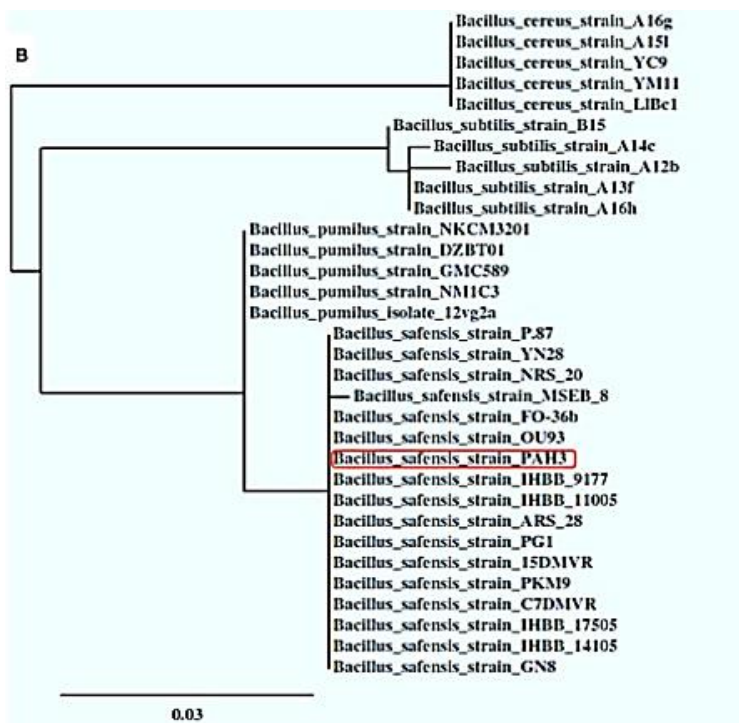 B
Bacillus_cereus_strain_A16g
Bacillus_cereus_strain_A15l
Bacillus_cereus_strain_YC9
Bacillus_cereus_strain_YM11
Bacillus_cereus_strain_LIBc1
Bacillus_subtilis_strain_B15
Bacillus_subtilis_strain_A14c
Bacillus_subtilis_strain_A12b
Bacillus_subtilis_strain_A13f
Bacillus_subtilis_strain_A16h
Bacillus_pumilus_strain_NKCM3201
Bacillus_pumilus_strain_DZBT01
Bacillus_pumilus_strain_GMC589
Bacillus_pumilus_strain_NM1C3
Bacillus_pumilus_isolate_12vg2a
Bacillus_safensis_strain_P.87
Bacillus_safensis_strain_YN28
Bacillus_safensis_strain_NRS_20
Bacillus_safensis_strain_MSEB_8
Bacillus_safensis_strain_FO-36b
Bacillus_safensis_strain_OU93
Bacillus_safensis_strain_PAH3
Bacillus_safensis_strain_IHBB_9177
Bacillus_safensis_strain_IHBB_11005
Bacillus_safensis_strain_ARS_28
Bacillus_safensis_strain_PG1
Bacillus_safensis_strain_15DMVR
Bacillus_safensis_strain_PKM9
Bacillus_safensis_strain_C7DMVR
Bacillus_safensis_strain_IHBB_17505
Bacillus_safensis_strain_IHBB_14105
Bacillus_safensis_strain_GN8
0.03